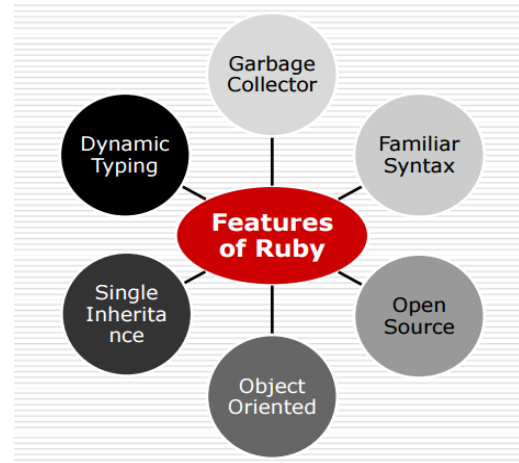 Garbage
Collector
Dynamic
Typing
Familiar
Syntax
Features
of Ruby
Single
Inherita
nce
Open
Source
Object
Oriented